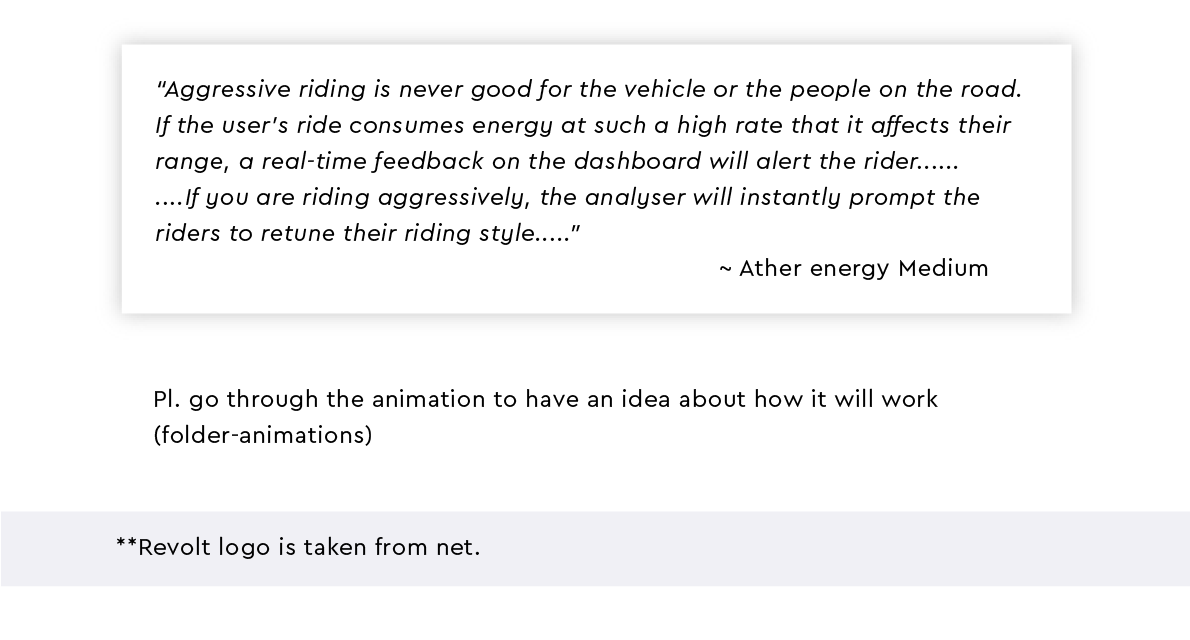 "Aggressive riding is never good for the vehicle or the people on the road.
If the user's ride consumes energy at such a high rate that it affects their
range, a real-time feedback on the dashboard will alert the rider......
....If you are riding aggressively, the analyser will instantly prompt the
riders to retune their riding style....."
~ Ather energy Medium
Pl. go through the animation to have an idea about how it will work
(folder-animations)
**Revolt logo is taken from net.